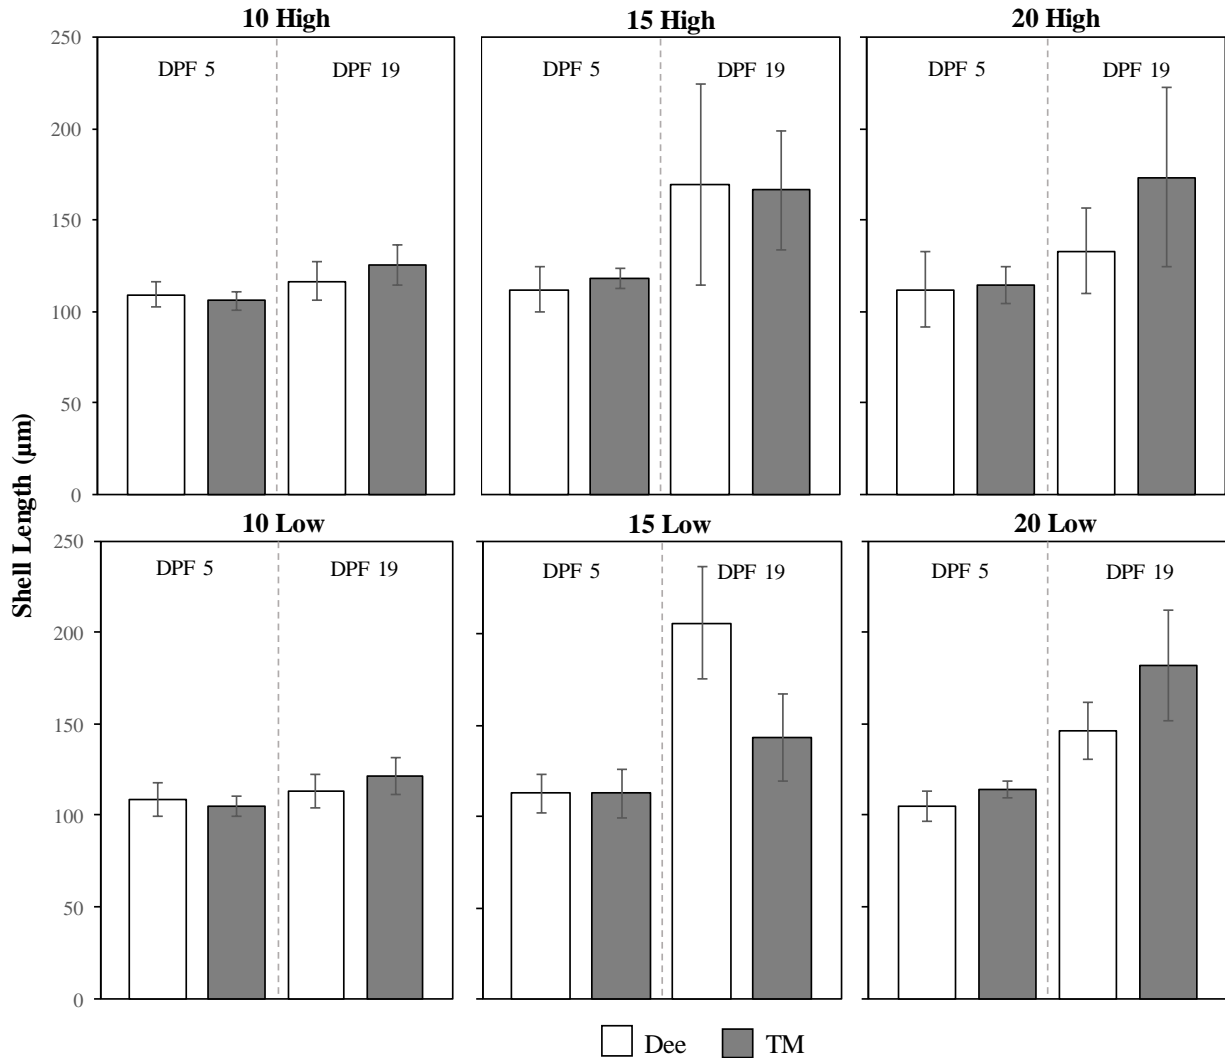 10 High
15 High
20 High
250
200
150
100
50
0
DPF 5
DPF 19
DPF 5
DPF 19
DPF 5
DPF 19
Shell Length (µm)
10 Low
15 Low
20 Low
250
200
150
100
50
0
DPF 5
DPF 19
DPF 5
DPF 19
DPF 5
DPF 19
Dee
TM